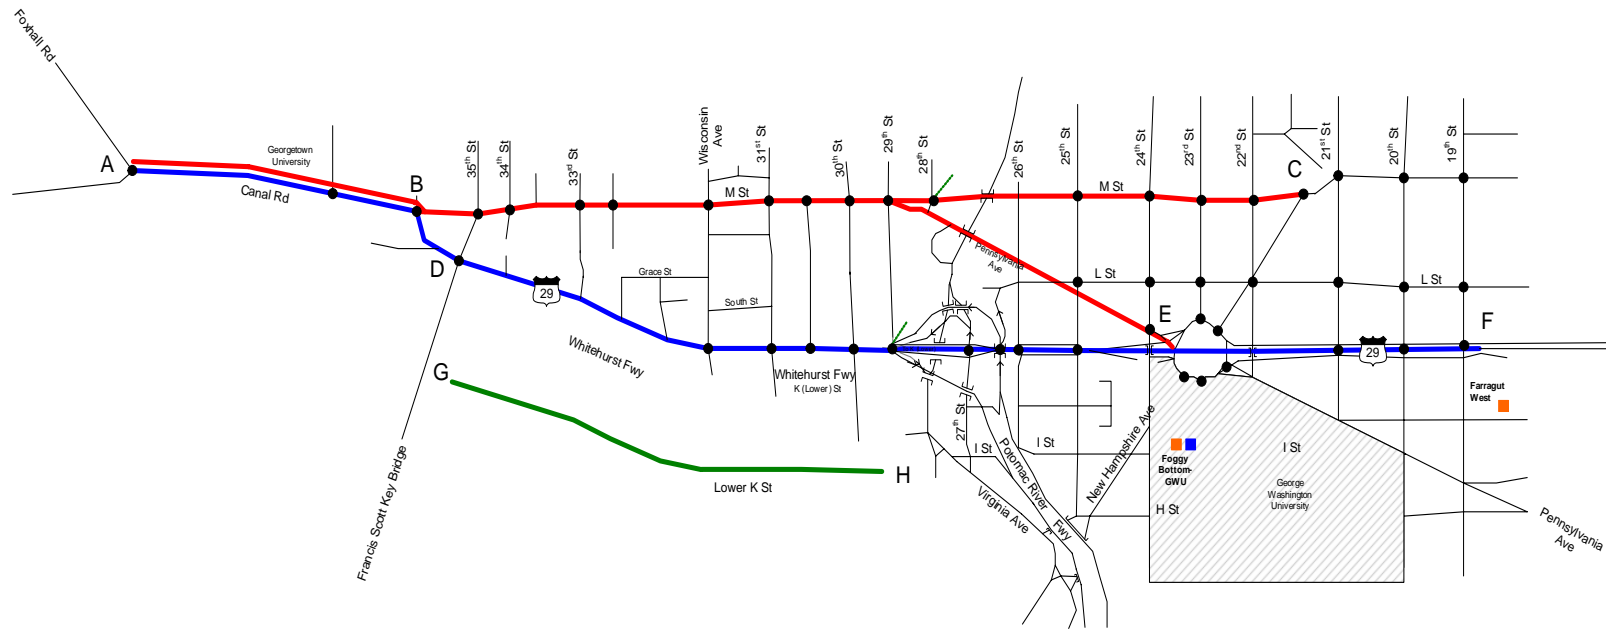 Foxhall Rd
A
Georgetown
University
Canal Rd
B
35th St
34th St
33rd St
Wisconsin
Ave
31st St
30th St
29th St
28th St
26th St
25th St
24th St
23rd St
22nd St
21st St
20th St
19th St
M St
M St
C
D
29
Grace St
South St
Pennsylvania
Ave
L St
L St
E
F
29
Whitehurst Fwy
Whitehurst Fwy
K (Lower) St
G
H
Lower K St
Francis Scott Key Bridge
27th St
I St
I St
I St
Virginia Ave
Potomac River
Fwy
New Hampshire Ave
H St
Foggy
Bottom-
GWU
George
Washington
University
Farragut
West
Pennsylvania
Ave